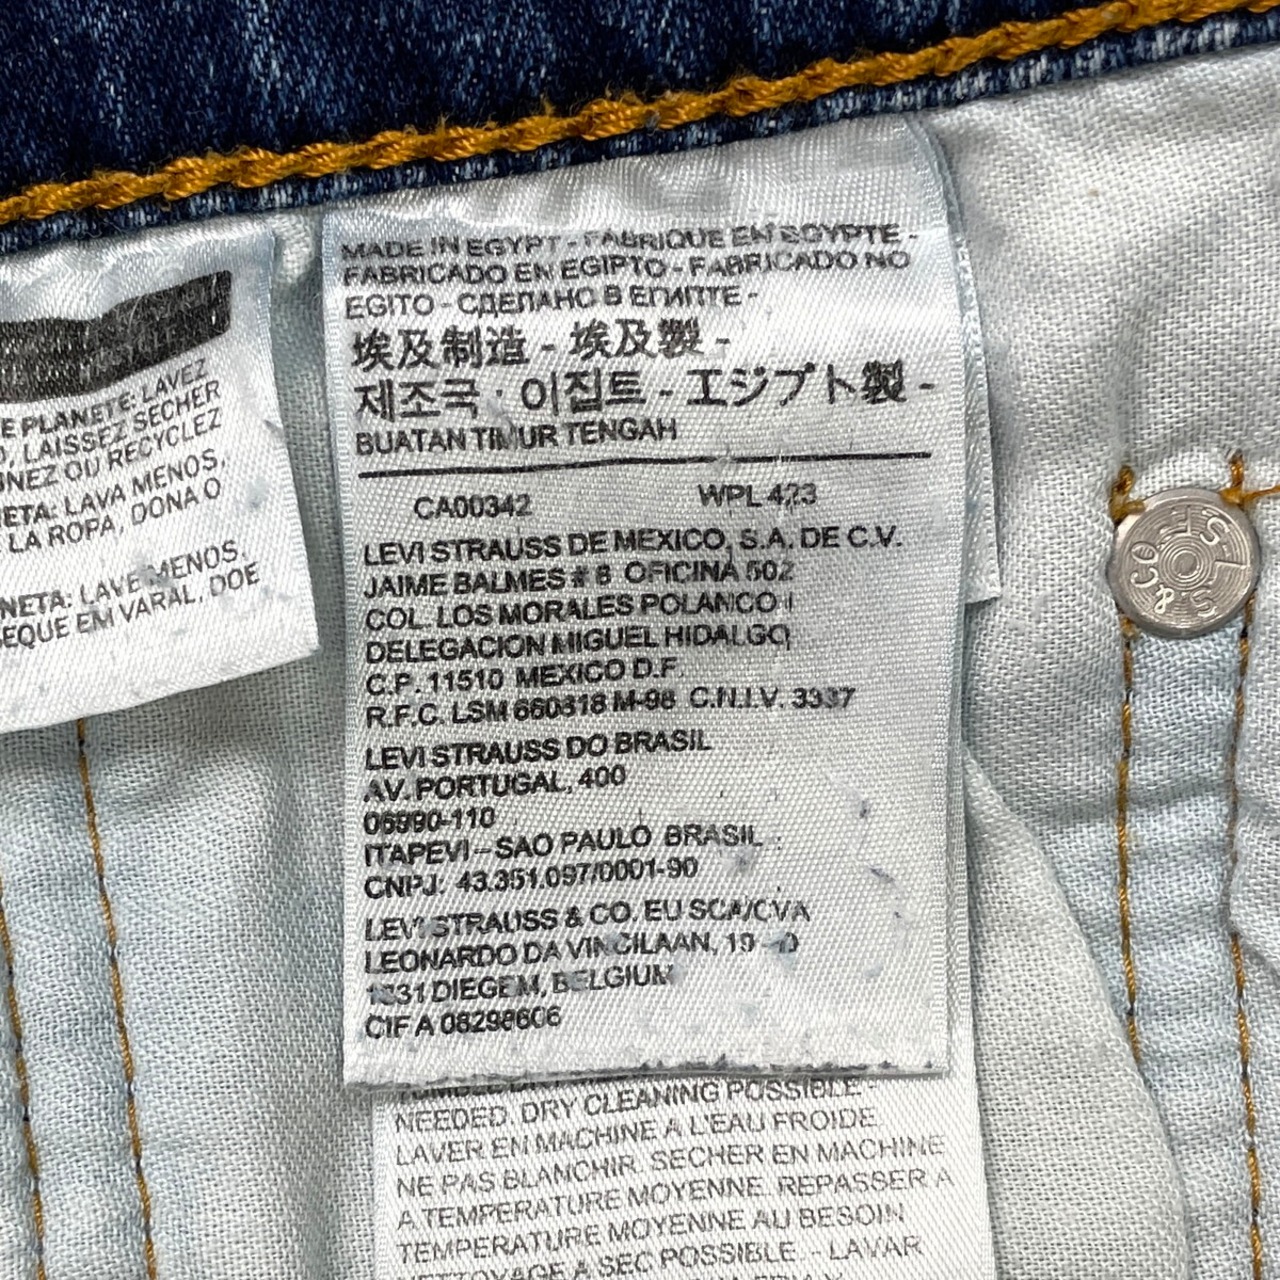 E PLANETE: LAVEZ
LAISSEZ SECHER
NEZ OU RECYCLEZ
ETA: LAVA MENOS,
LA ROPA, DONA O
NETA: LAVE MENOS,
EQUE EM VARAL, DOE
MADE IN EGYPT - FABRIQUE EN EGYPTE -
FABRICADO EN EGIPTO - FABRICADO NO
EGITO - СДЕЛАНО В ЕГИПТЕ -
埃及制造 - 埃及製 -
제조국 : 이집트 - エジプト製 -
BUATAN TIMUR TENGAH
CA00342 WPL 423
LEVI STRAUSS DE MEXICO, S.A. DE C.V.
JAIME BALMES # 8 OFICINA 602
COL. LOS MORALES POLANCO
DELEGACION MIGUEL HIDALGO,
C.P. 11510 MEXICO D.F.
R.F.C. LSM C.N.I.V. 3337
LEVI STRAUSS DO BRASIL
AV. PORTUGAL, 400
06690-110
ITAPEVI - SAO PAULO BRASIL
CNPJ: 43.351.097/0001-90
LEVI STRAUSS & CO. EU SCA/CVA
LEONARDO DA VINCILAAN, 19
DIEGEM, BELGIUM
CIF A 08298606
NEEDED. DRY CLEANING POSSIBLE -
LAVER EN MACHINE A L'EAU FROIDE.
NE PAS BLANCHIR. SECHER EN MACHINE
A TEMPERATURE MOYENNE. REPASSER A
TEMPERATURE MOYENNE AU BESOIN
NETTOYAGE A SEC POSSIBLE. - LAVAR
L.S.&CO